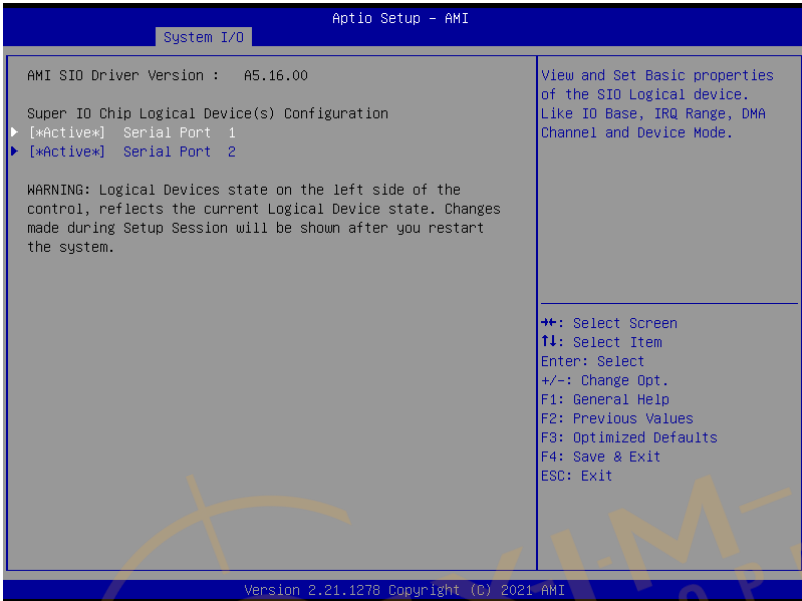 Aptio Setup - AMI
System I/O
AMI SIO Driver Version :   A5.16.00
Super IO Chip Logical Device(s) Configuration
[*Active*]  Serial Port  1
[*Active*]  Serial Port  2
WARNING: Logical Devices state on the left side of the
control, reflects the current Logical Device state. Changes
made during Setup Session will be shown after you restart
the system.
View and Set Basic properties
of the SIO Logical device.
Like IO Base, IRQ Range, DMA
Channel and Device Mode.
→←: Select Screen
↑↓: Select Item
Enter: Select
+/-: Change Opt.
F1: General Help
F2: Previous Values
F3: Optimized Defaults
F4: Save & Exit
ESC: Exit
Version 2.21.1278 Copyright (C) 2021 AMI